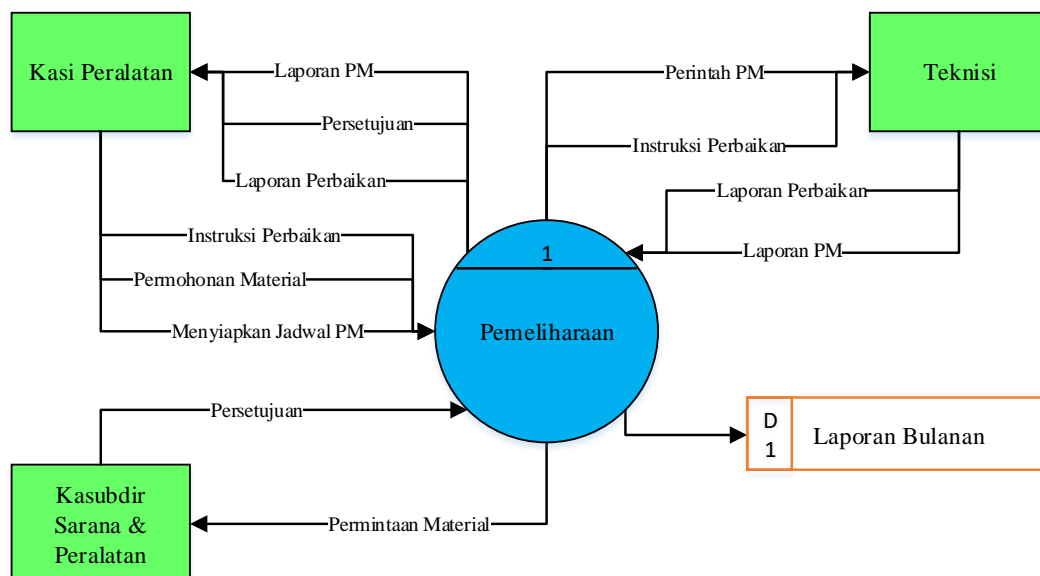 Kasi Peralatan
Laporan PM
Persetujuan
Laporan Perbaikan
Perintah PM
Instruksi Perbaikan
Teknisi
Laporan Perbaikan
Laporan PM
Instruksi Perbaikan
Permohonan Material
Menyiapkan Jadwal PM
1
Pemeliharaan
Persetujuan
Kasubdir
Sarana &
Peralatan
Permintaan Material
D
1
Laporan Bulanan